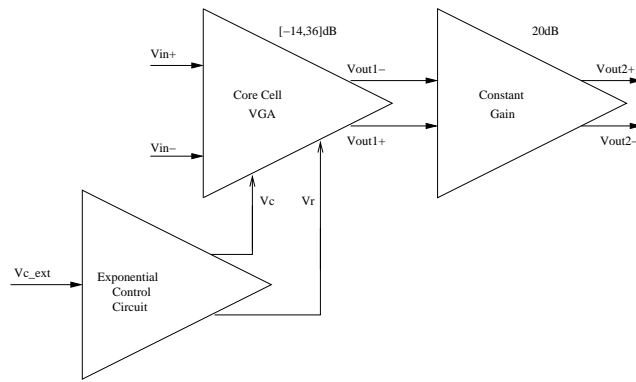 [−14,36]dB
20dB
Vin+
Vin−
Core Cell
VGA
Vout1−
Vout1+
Constant
Gain
Vout2+
Vout2−
Vc
Vr
Vc_ext
Exponential
Control
Circuit